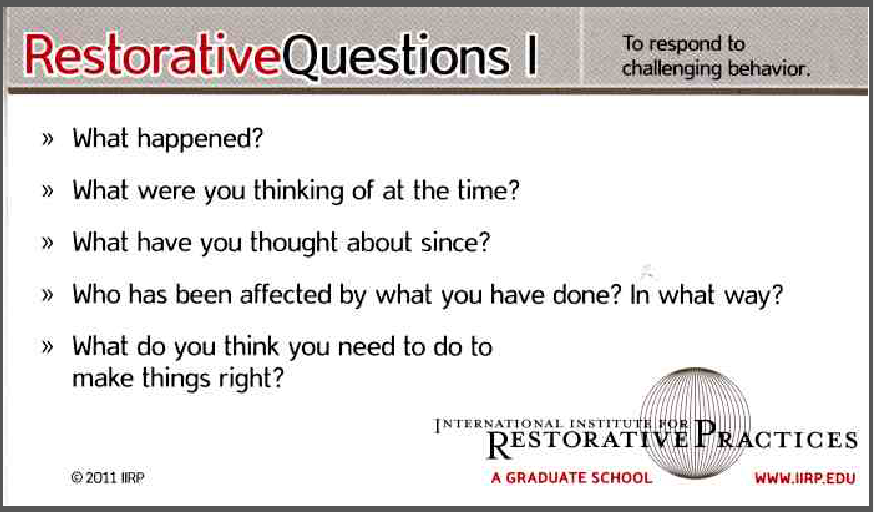 RestorativeQuestions I
To respond to
challenging behavior.
» What happened?
» What were you thinking of at the time?
» What have you thought about since?
» Who has been affected by what you have done? In what way?
» What do you think you need to do to
make things right?
INTERNATIONAL INSTITUTE FOR
RESTORATIVE PRACTICES
A GRADUATE SCHOOL
WWW.IIRP.EDU
© 2011 IIRP